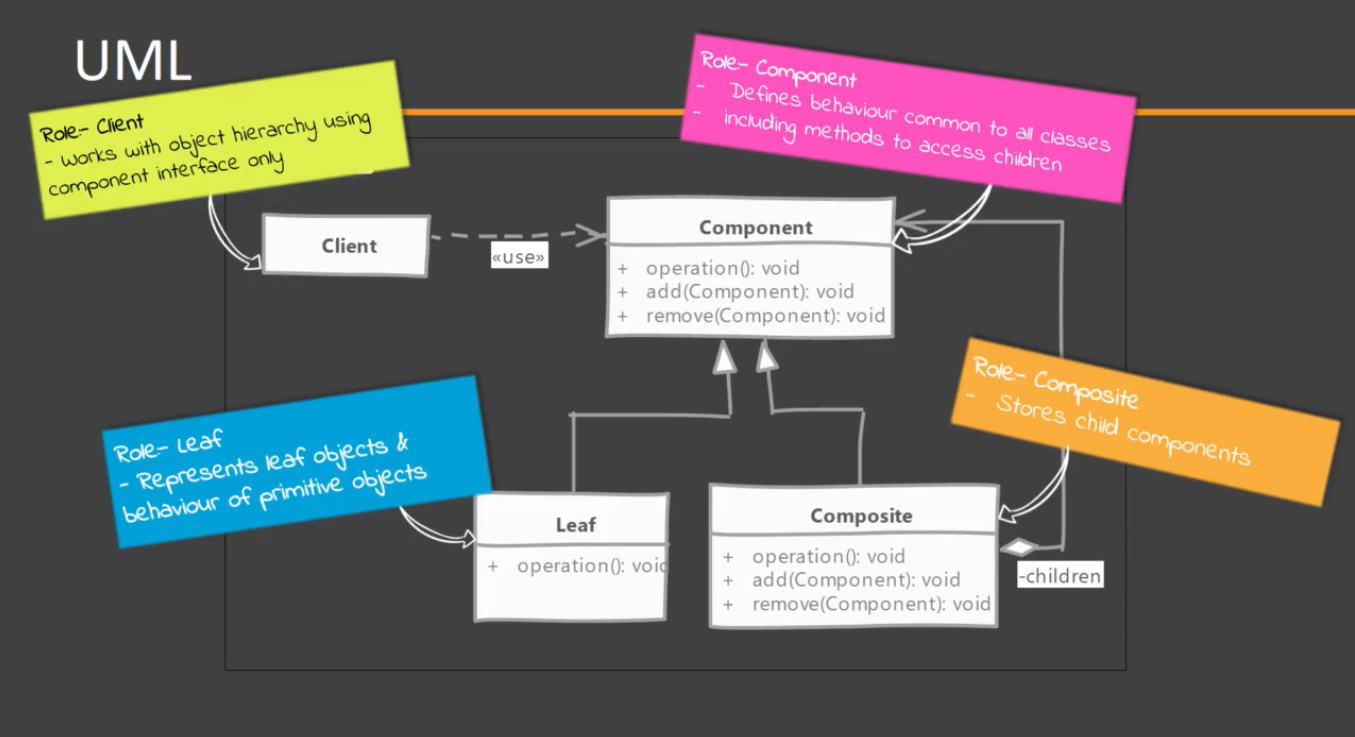 UML
Role- Client
- works with object hierarchy using
component interface only
Role- Component
- Defines behaviour common to all classes
- including methods to access children
Client
«use»
Component
+ operation(): void
+ add(Component): void
+ remove(Component): void
Role- Composite
- Stores child components
Role- Leaf
- Represents leaf objects &
behaviour of primitive objects
Leaf
+ operation(): void
Composite
+ operation(): void
+ add(Component): void
+ remove(Component): void
-children